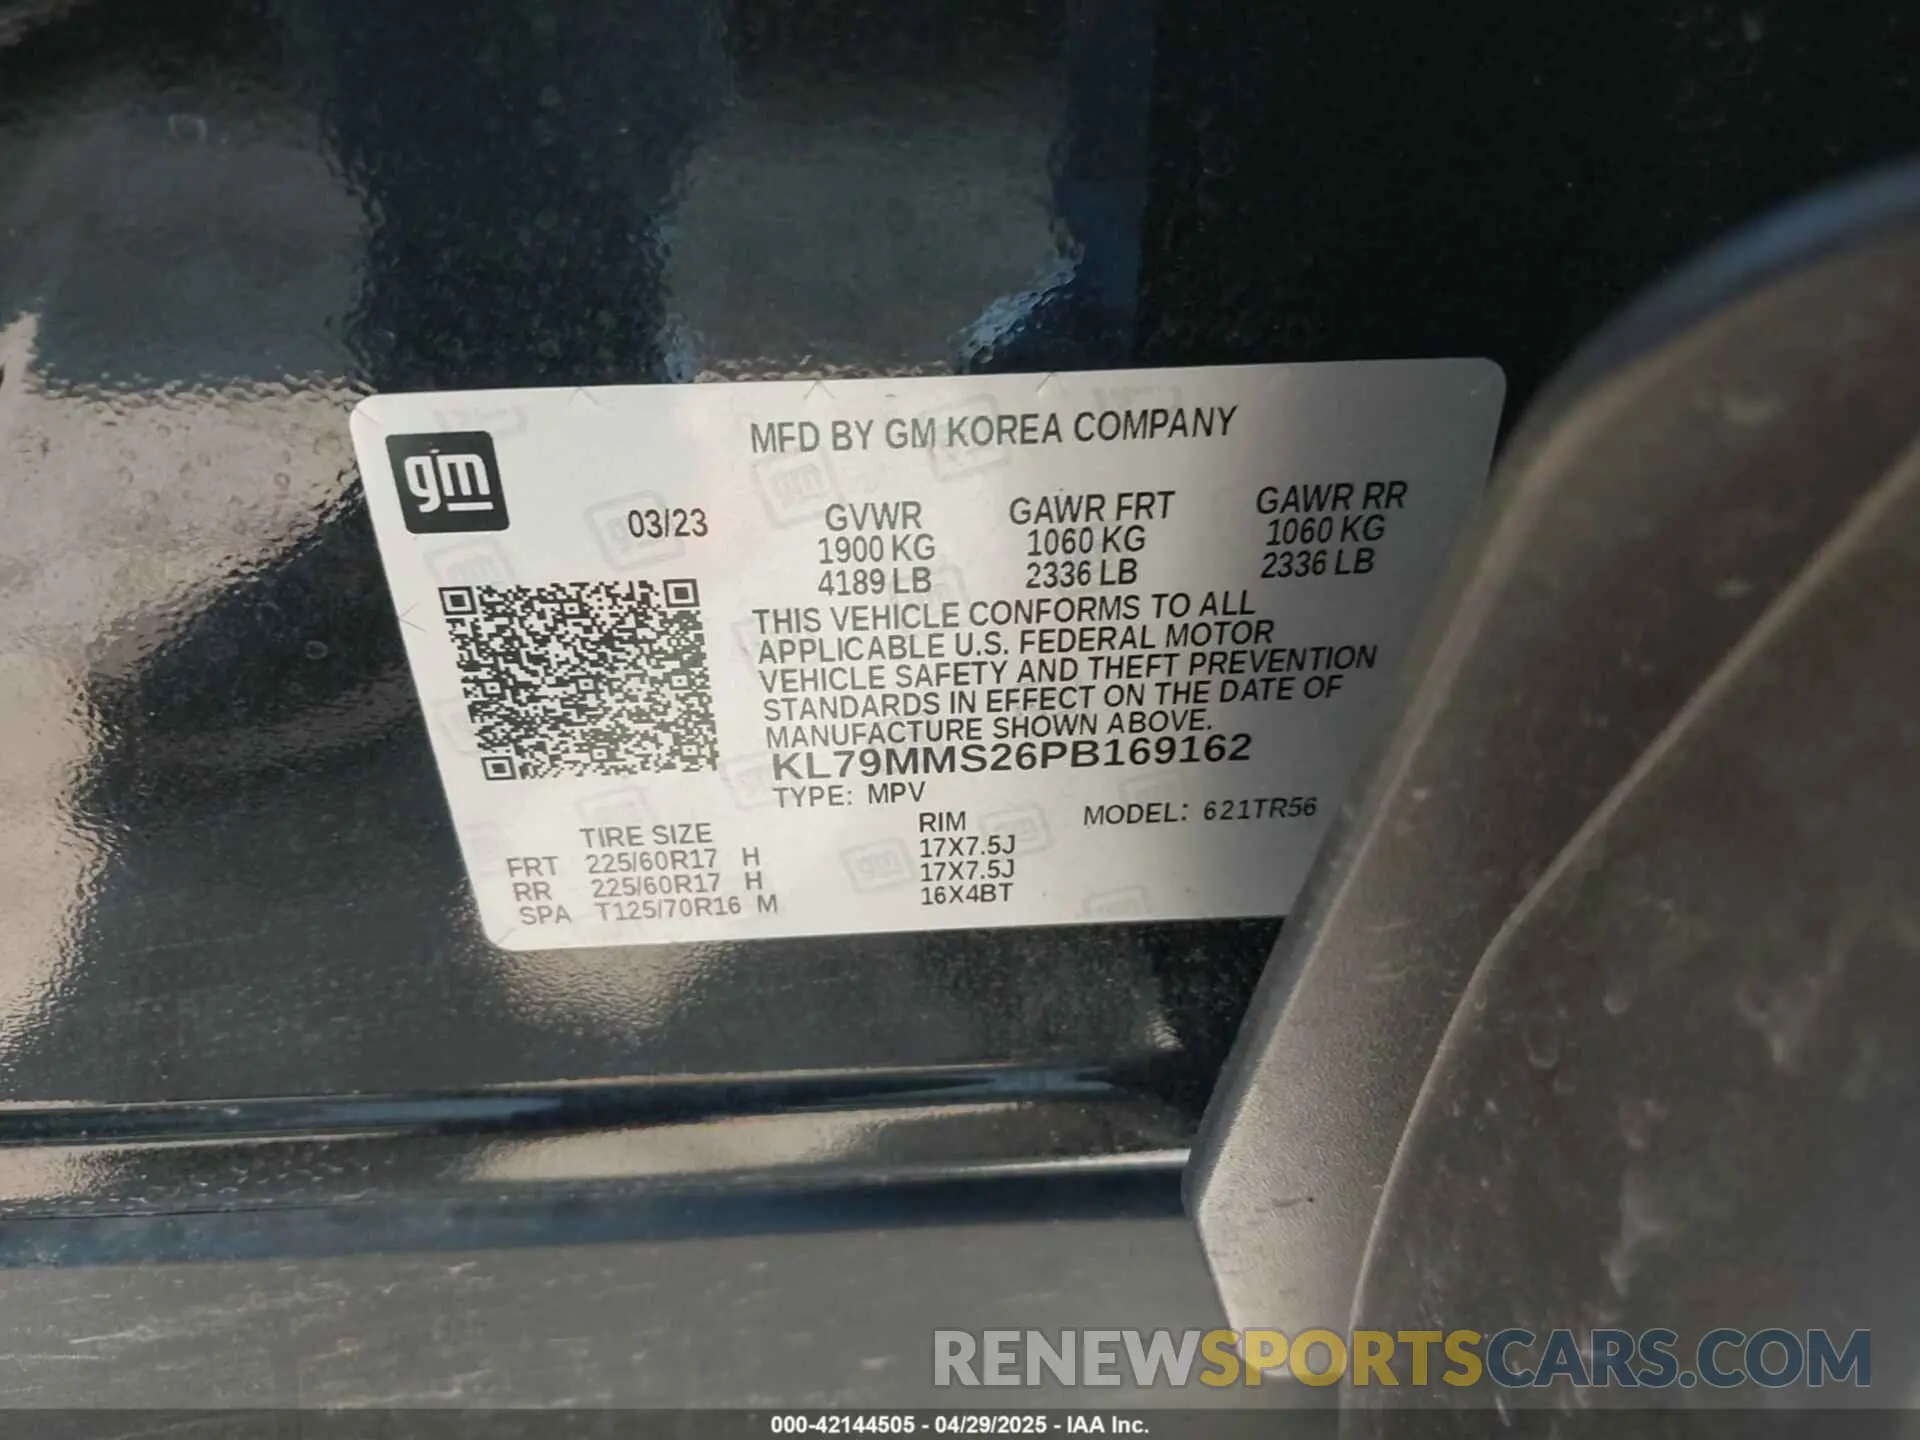 MFD BY GM KOREA COMPANY
gm
03/23
GVWR GAWR FRT GAWR RR
1900 KG 1060 KG 1060 KG
4189 LB 2336 LB 2336 LB
THIS VEHICLE CONFORMS TO ALL
APPLICABLE U.S. FEDERAL MOTOR
VEHICLE SAFETY AND THEFT PREVENTION
STANDARDS IN EFFECT ON THE DATE OF
MANUFACTURE SHOWN ABOVE.
KL79MMS26PB169162
TYPE: MPV
MODEL: 621TR56
TIRE SIZE RIM
FRT 225/60R17 H 17X7.5J
RR 225/60R17 H 17X7.5J
SPA T125/70R16 M 16X4BT
RENEWSPORTSCARS.COM
000-42144505 - 04/29/2025 - IAA Inc.